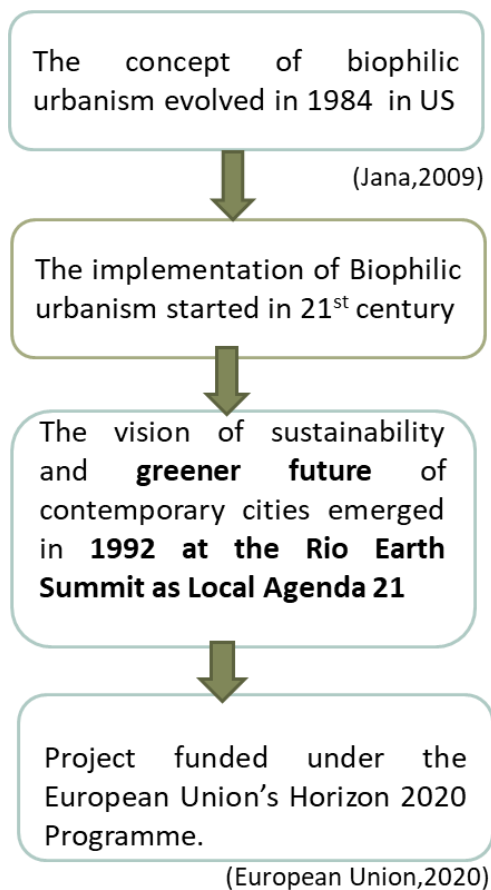 The concept of biophilic
urbanism evolved in 1984 in US
(Jana,2009)
The implementation of Biophilic
urbanism started in 21st century
The vision of sustainability
and greener future of
contemporary cities emerged
in 1992 at the Rio Earth
Summit as Local Agenda 21
Project funded under the
European Union’s Horizon 2020
Programme.
(European Union,2020)